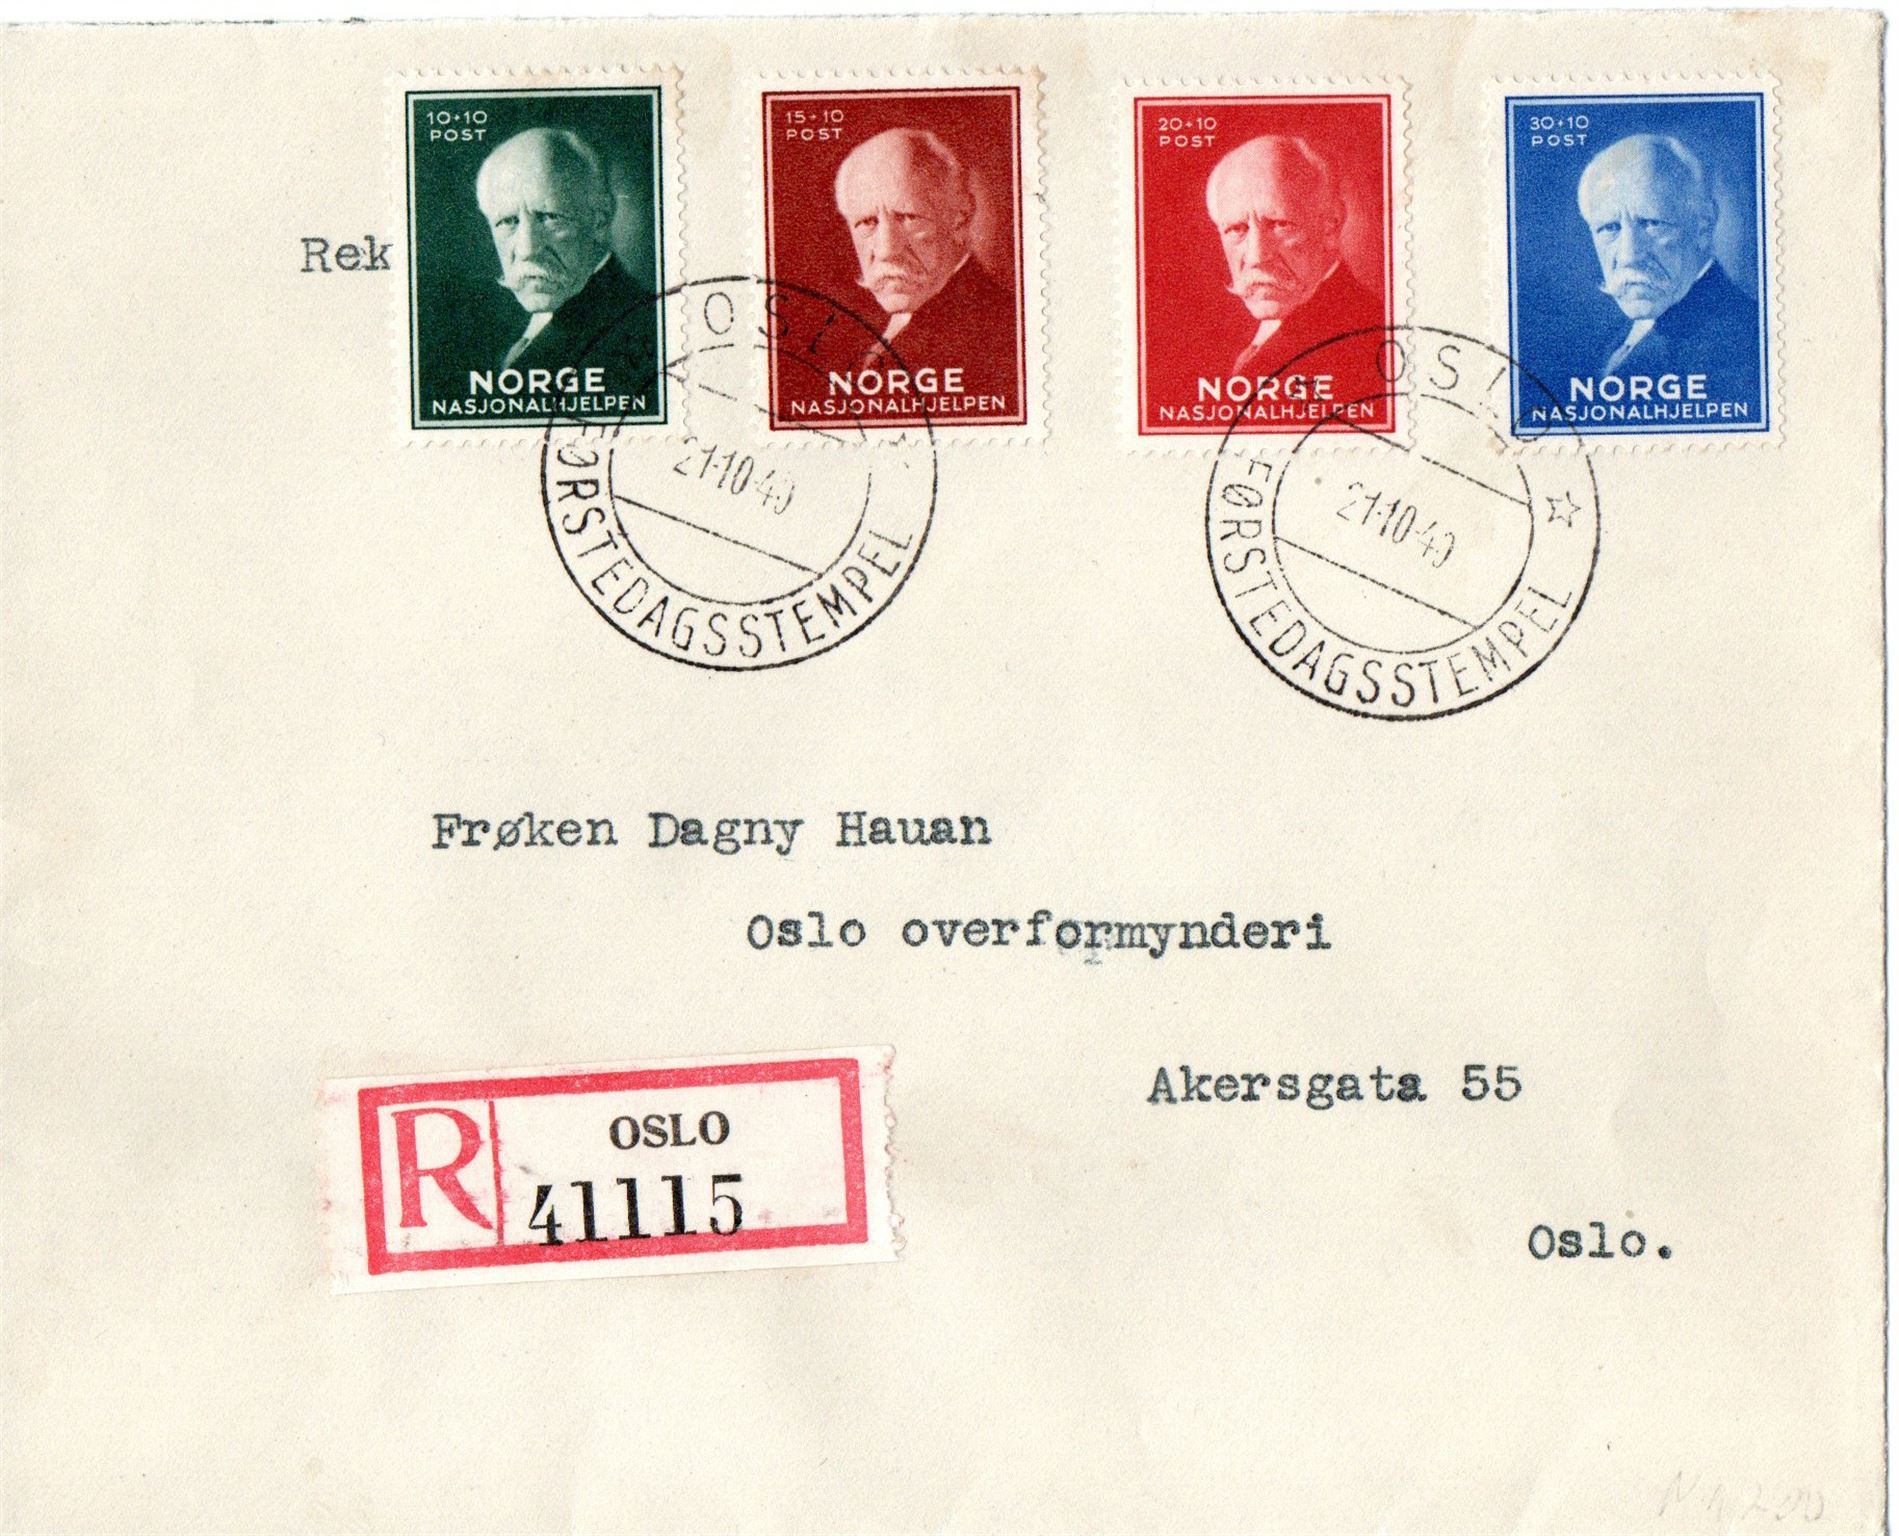 10+10
POST
NORGE
NASJONALHJELPEN
15+10
POST
NORGE
NASJONALHJELPEN
20+10
POST
NORGE
NASJONALHJELPEN
30+10
POST
NORGE
NASJONALHJELPEN
Rek
OSLO
21-10-40
FØRSTEDAGSSTEMPEL
OSLO
21-10-40
FØRSTEDAGSSTEMPEL
Frøken Dagny Hauan
Oslo overformynderi
Akersgata 55
Oslo.
R
OSLO
41115